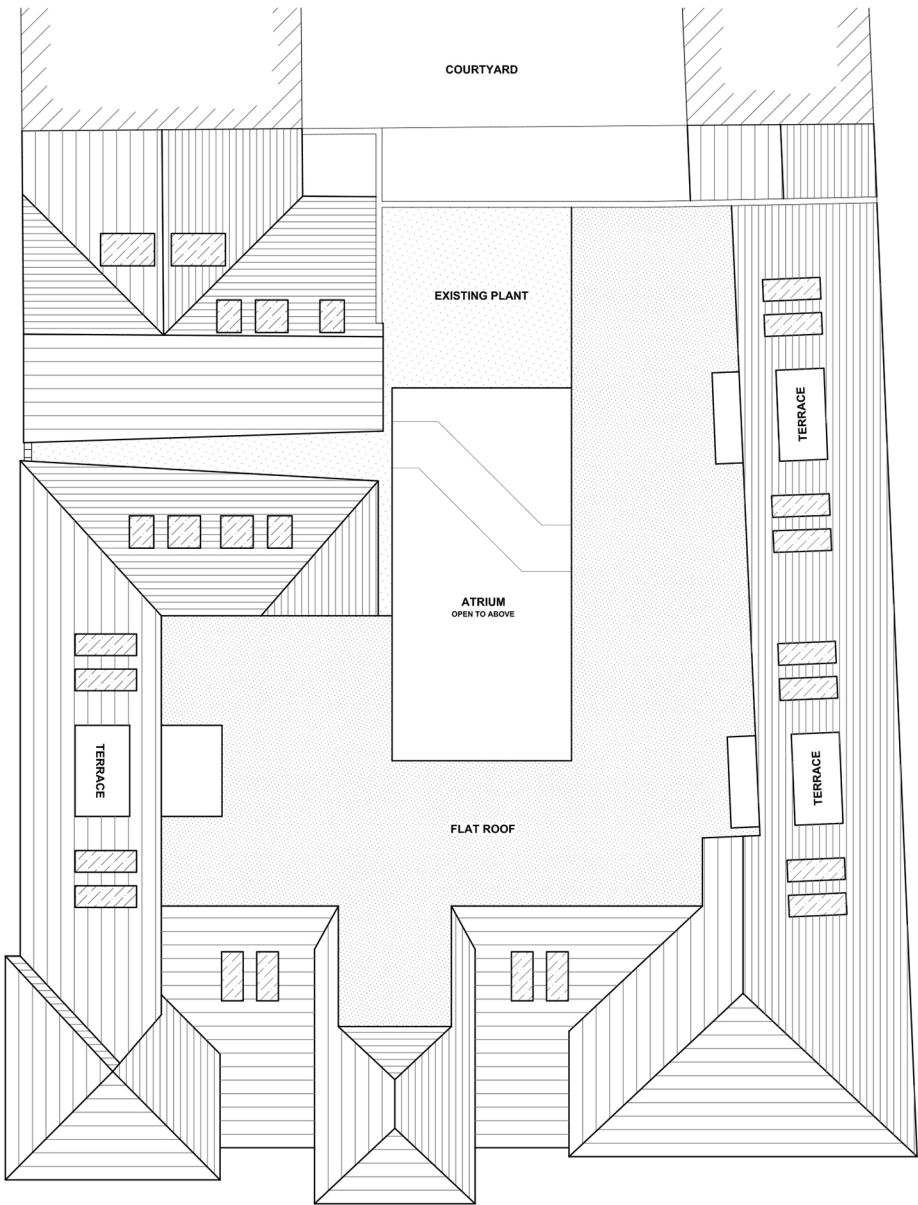 COURTYARD
EXISTING PLANT
TERRACE
ATRIUM
OPEN TO ABOVE
TERRACE
TERRACE
FLAT ROOF